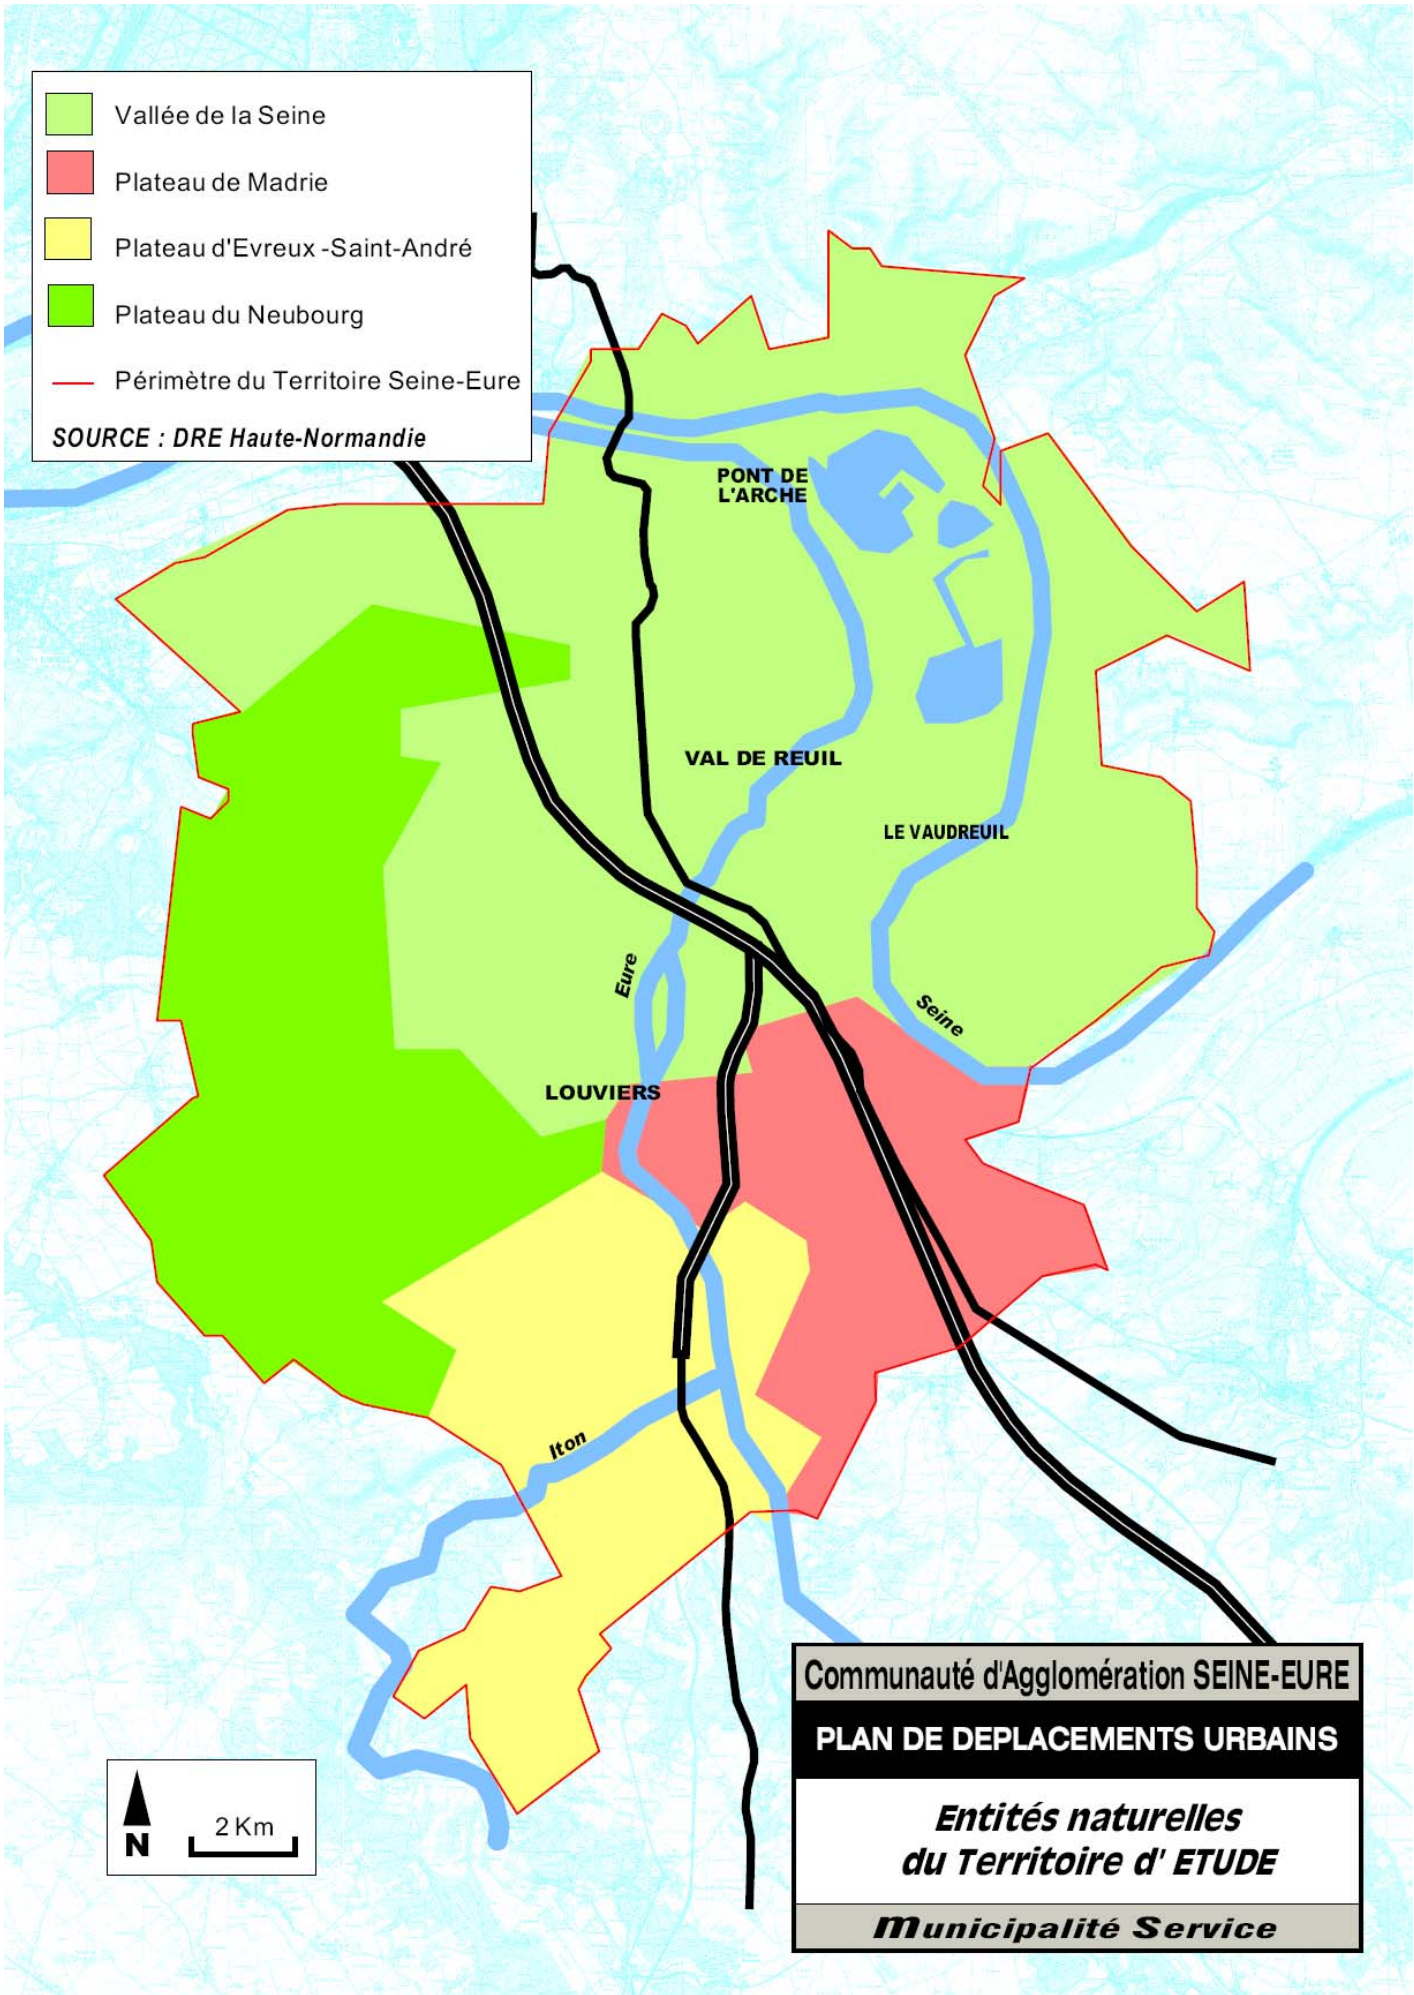 Vallée de la Seine
Plateau de Madrie
Plateau d'Evreux -Saint-André
Plateau du Neubourg
Périmètre du Territoire Seine-Eure
SOURCE : DRE Haute-Normandie
PONT DE
L'ARCHE
VAL DE REUIL
LE VAUDREUIL
Eure
Seine
LOUVIERS
Iton
N
2 Km
Communauté d'Agglomération SEINE-EURE
PLAN DE DEPLACEMENTS URBAINS
Entités naturelles
du Territoire d' ETUDE
Municipalité Service